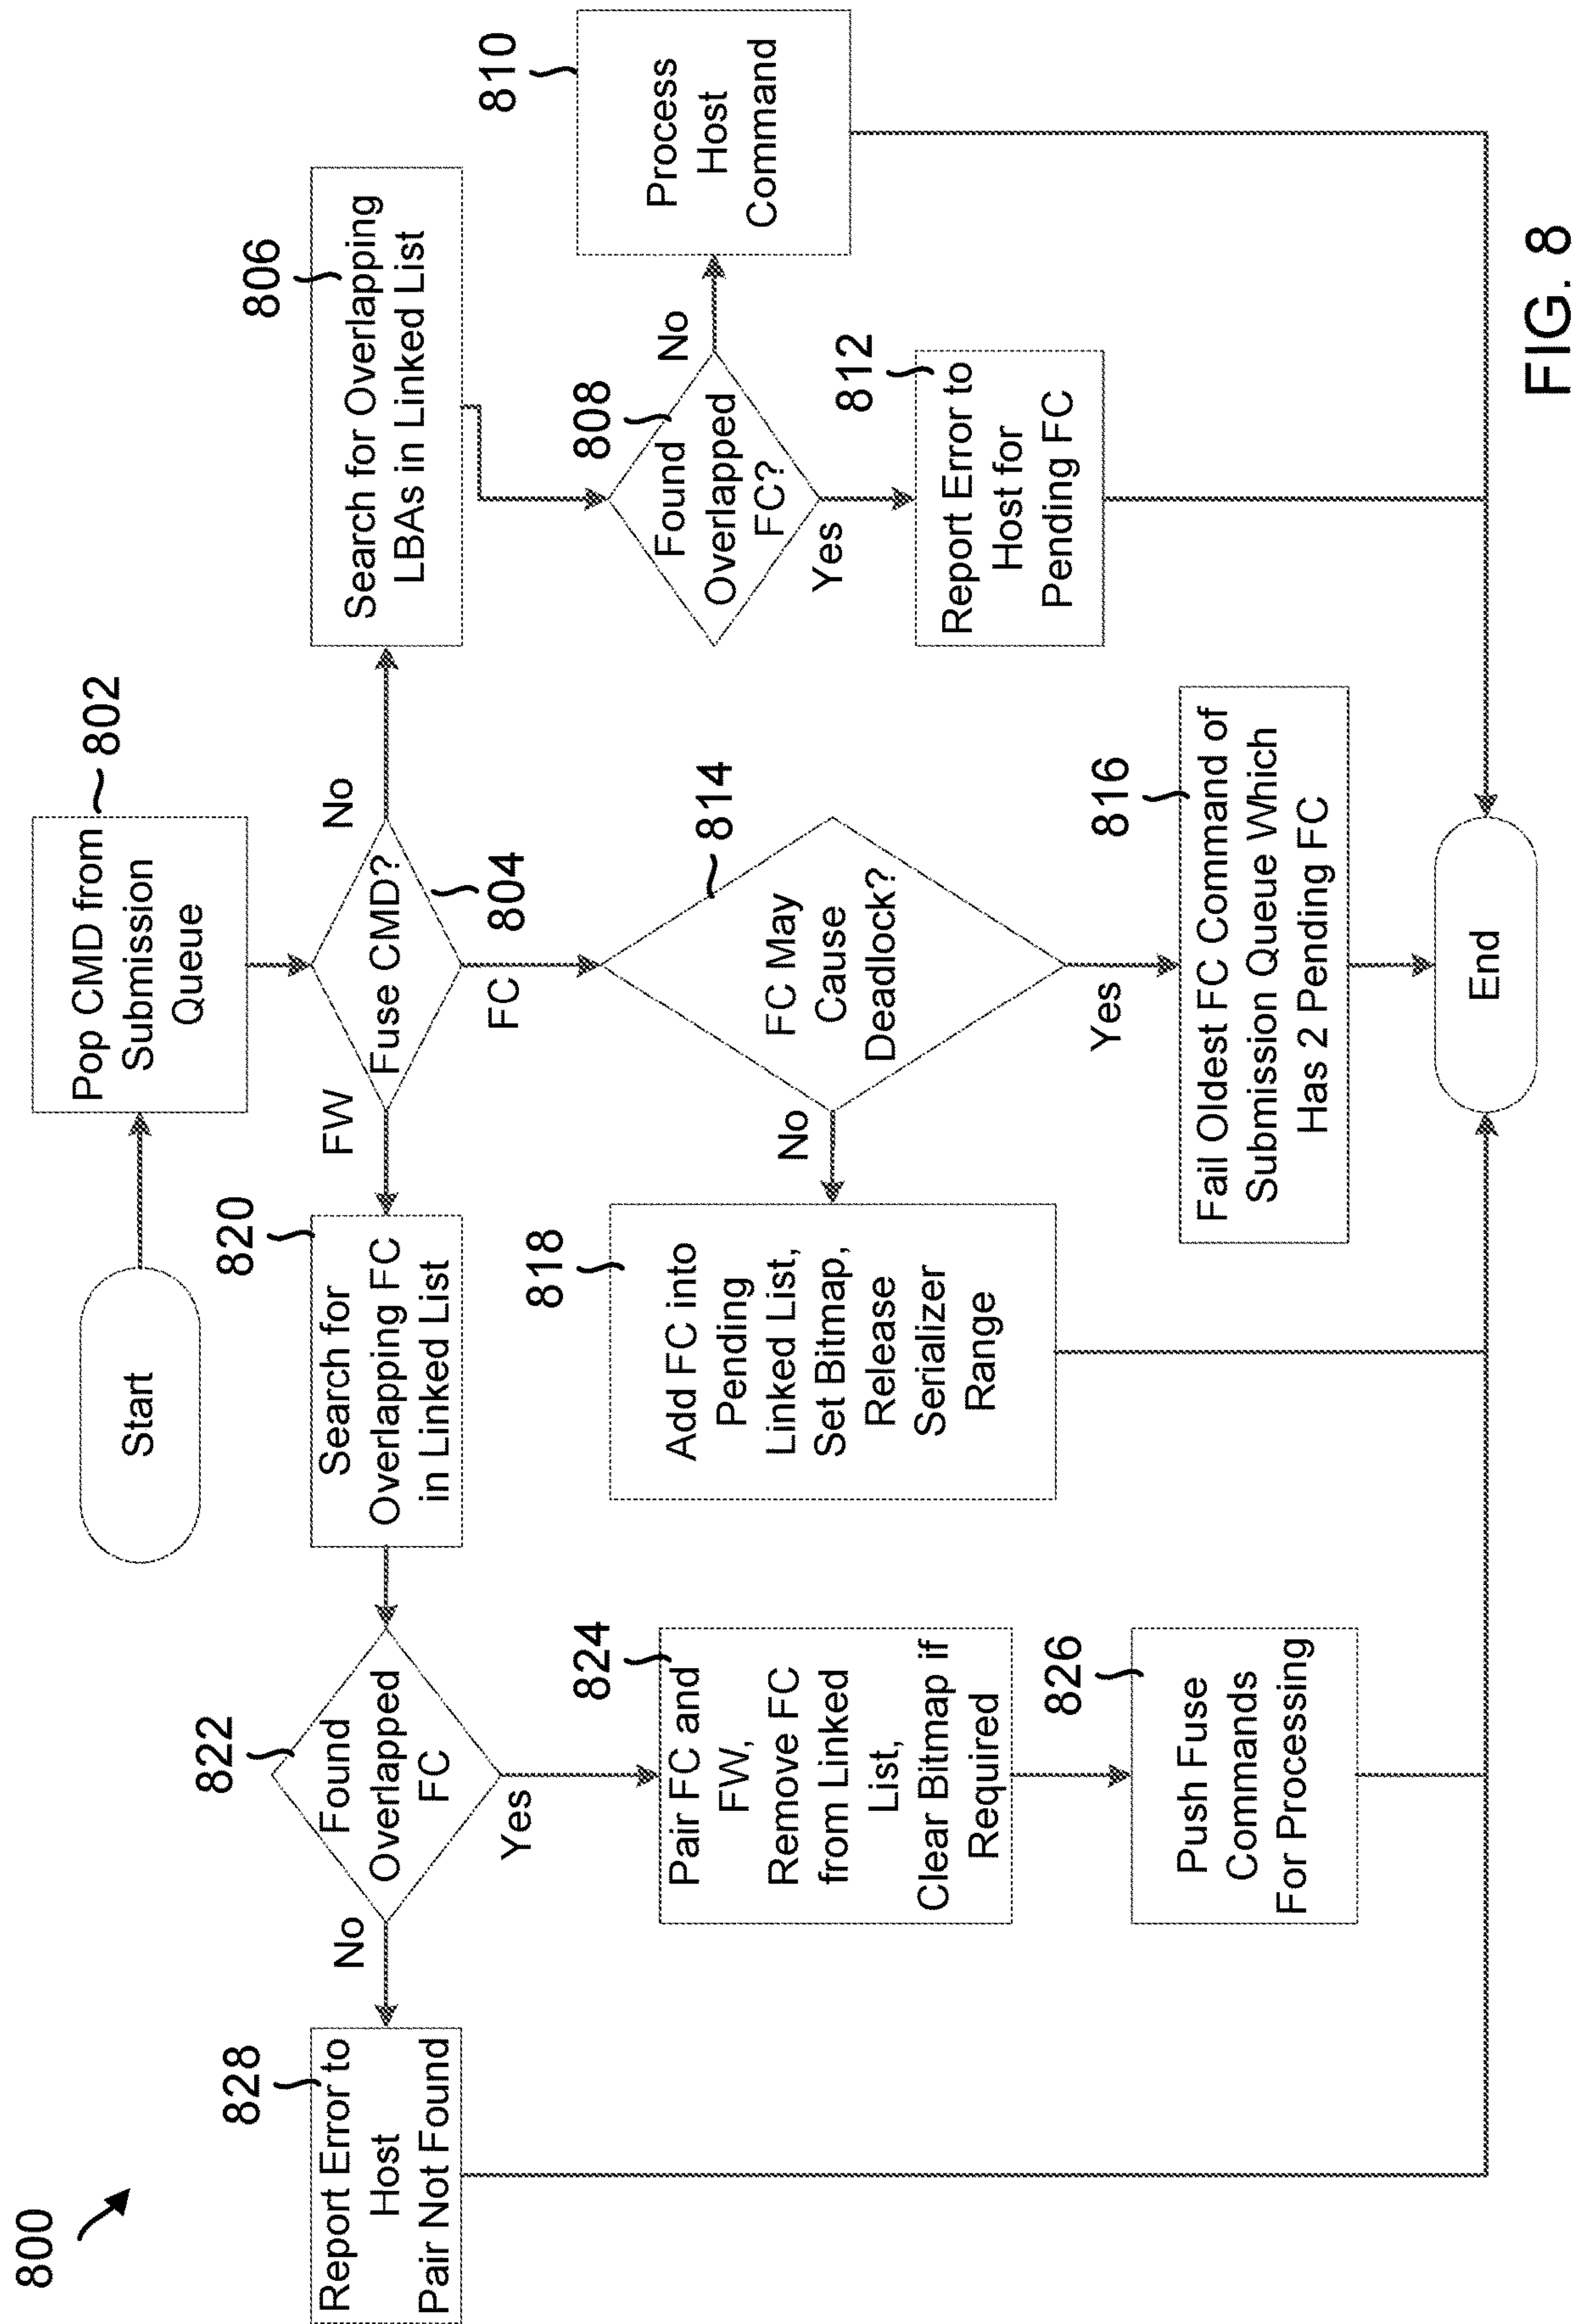 800
Start
Pop CMD from
Submission
Queue
802
Fuse CMD?
804
No
FW
FC
Search for Overlapping
LBAs in Linked List
806
Found
Overlapped
FC?
808
No
Yes
Process
Host
Command
810
Report Error to
Host for
Pending FC
812
FC May
Cause
Deadlock?
814
No
Yes
Fail Oldest FC Command of
Submission Queue Which
Has 2 Pending FC
816
Add FC into
Pending
Linked List,
Set Bitmap,
Release
Serializer
Range
818
Search for
Overlapping FC
in Linked List
820
Found
Overlapped
FC
822
No
Yes
Pair FC and
FW,
Remove FC
from Linked
List,
Clear Bitmap if
Required
824
Push Fuse
Commands
For Processing
826
Report Error to
Host
Pair Not Found
828
End
FIG. 8